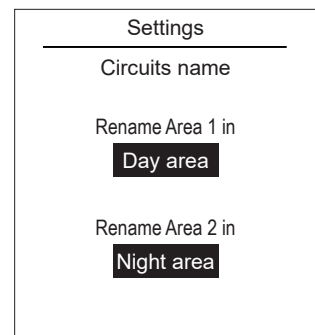 Settings
Circuits name
Rename Area 1 in
Day area
Rename Area 2 in
Night area